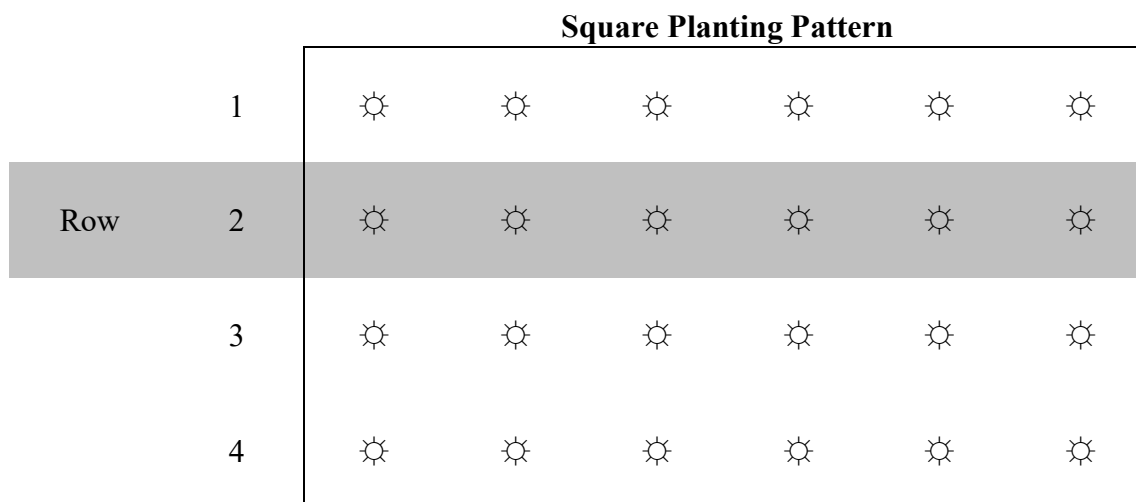 Square Planting Pattern
1 ☼ ☼ ☼ ☼ ☼ ☼
Row 2 ☼ ☼ ☼ ☼ ☼ ☼
3 ☼ ☼ ☼ ☼ ☼ ☼
4 ☼ ☼ ☼ ☼ ☼ ☼